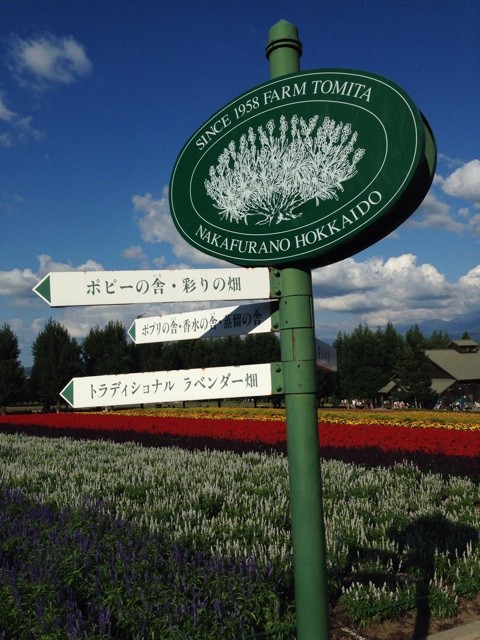 SINCE 1958 FARM TOMITA
NAKAFURANO HOKKAIDO
ポピーの舎・彩りの畑
ポプリの舎・香水の舎・蒸留の舎
トラディショナル ラベンダー畑